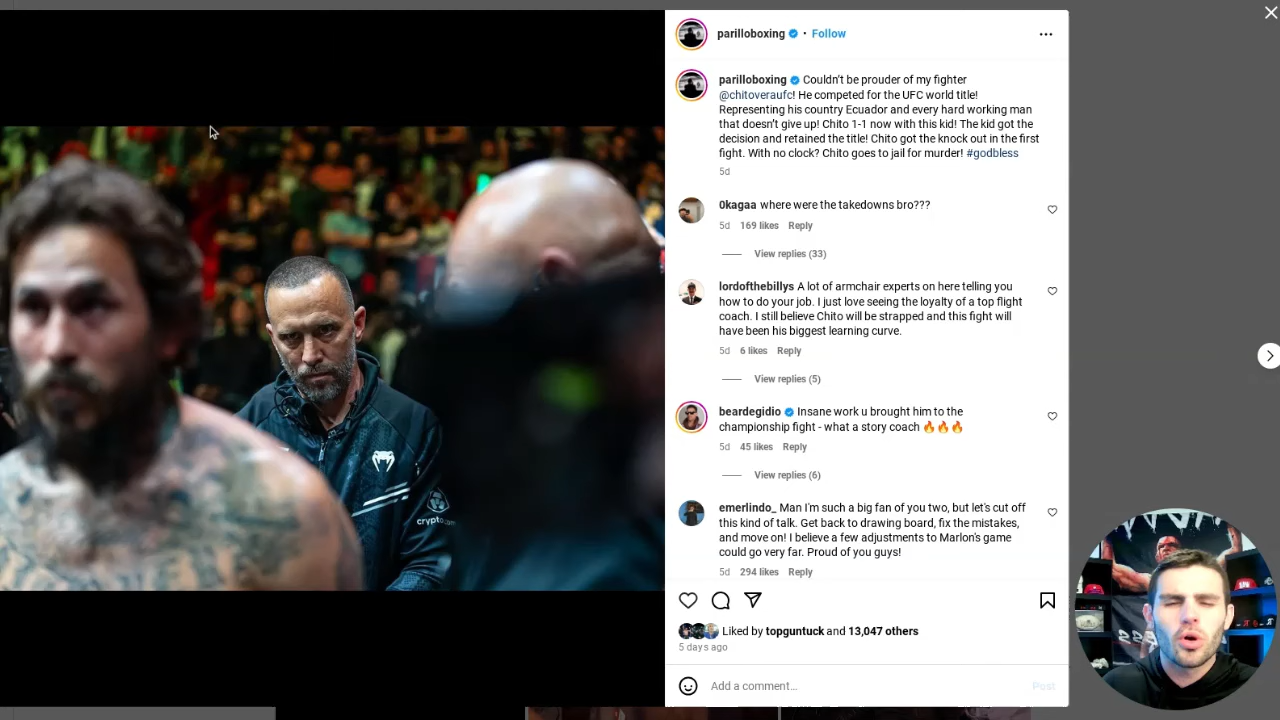 parilloboxing • Follow
parilloboxing Couldn't be prouder of my fighter
@chitoveraufc! He competed for the UFC world title!
Representing his country Ecuador and every hard working man
that doesn't give up! Chito 1-1 now with this kid! The kid got the
decision and retained the title! Chito got the knock out in the first
fight. With no clock? Chito goes to jail for murder! #godbless
5d
0kagaa where were the takedowns bro???
5d 169 likes Reply
View replies (33)
lordofthebillys A lot of armchair experts on here telling you
how to do your job. I just love seeing the loyalty of a top flight
coach. I still believe Chito will be strapped and this fight will
have been his biggest learning curve.
5d 6 likes Reply
View replies (5)
beardegidio Insane work u brought him to the
championship fight - what a story coach 🔥🔥🔥
5d 45 likes Reply
View replies (6)
emerlindo_ Man I'm such a big fan of you two, but let's cut off
this kind of talk. Get back to drawing board, fix the mistakes,
and move on! I believe a few adjustments to Marlon's game
could go very far. Proud of you guys!
5d 294 likes Reply
Liked by topguntuck and 13,047 others
5 days ago
Add a comment...
Post
crypto.com